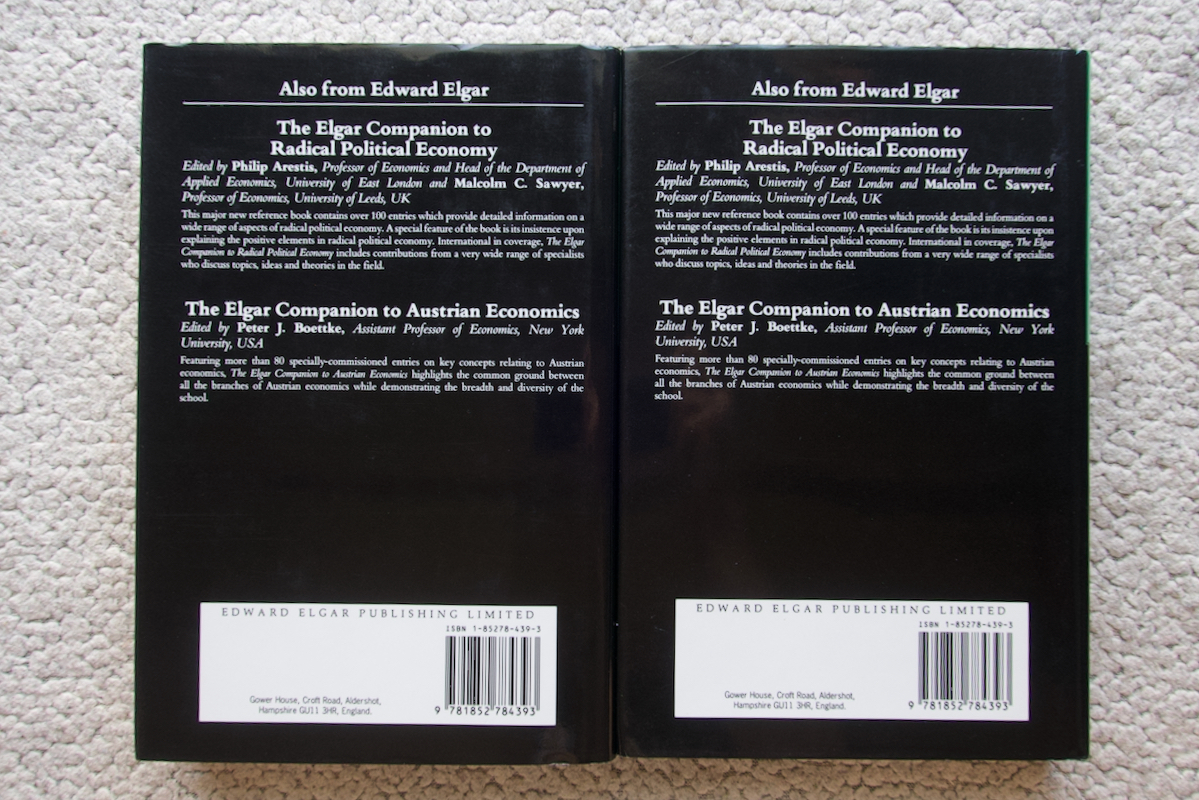 Also from Edward Elgar
The Elgar Companion to
Radical Political Economy
Edited by Philip Arestis, Professor of Economics and Head of the Department of
Applied Economics, University of East London and Malcolm C. Sawyer,
Professor of Economics, University of Leeds, UK
This major new reference book contains over 100 entries which provide detailed information on a
wide range of aspects of radical political economy. A special feature of the book is its insistence upon
explaining the positive elements in radical political economy. International in coverage, The Elgar
Companion to Radical Political Economy includes contributions from a very wide range of specialists
who discuss topics, ideas and theories in the field.
The Elgar Companion to Austrian Economics
Edited by Peter J. Boettke, Assistant Professor of Economics, New York
University, USA
Featuring more than 80 specially-commissioned entries on key concepts relating to Austrian
economics, The Elgar Companion to Austrian Economics highlights the common ground between
all the branches of Austrian economics while demonstrating the breadth and diversity of the
school.
EDWARD ELGAR PUBLISHING LIMITED
ISBN 1-85278-439-3
Gower House, Croft Road, Aldershot,
Hampshire GU11 3HR, England.
9 781852 784393
Also from Edward Elgar
The Elgar Companion to
Radical Political Economy
Edited by Philip Arestis, Professor of Economics and Head of the Department of
Applied Economics, University of East London and Malcolm C. Sawyer,
Professor of Economics, University of Leeds, UK
This major new reference book contains over 100 entries which provide detailed information on a
wide range of aspects of radical political economy. A special feature of the book is its insistence upon
explaining the positive elements in radical political economy. International in coverage, The Elgar
Companion to Radical Political Economy includes contributions from a very wide range of specialists
who discuss topics, ideas and theories in the field.
The Elgar Companion to Austrian Economics
Edited by Peter J. Boettke, Assistant Professor of Economics, New York
University, USA
Featuring more than 80 specially-commissioned entries on key concepts relating to Austrian
economics, The Elgar Companion to Austrian Economics highlights the common ground between
all the branches of Austrian economics while demonstrating the breadth and diversity of the
school.
EDWARD ELGAR PUBLISHING LIMITED
ISBN 1-85278-439-3
Gower House, Croft Road, Aldershot,
Hampshire GU11 3HR, England.
9 781852 784393